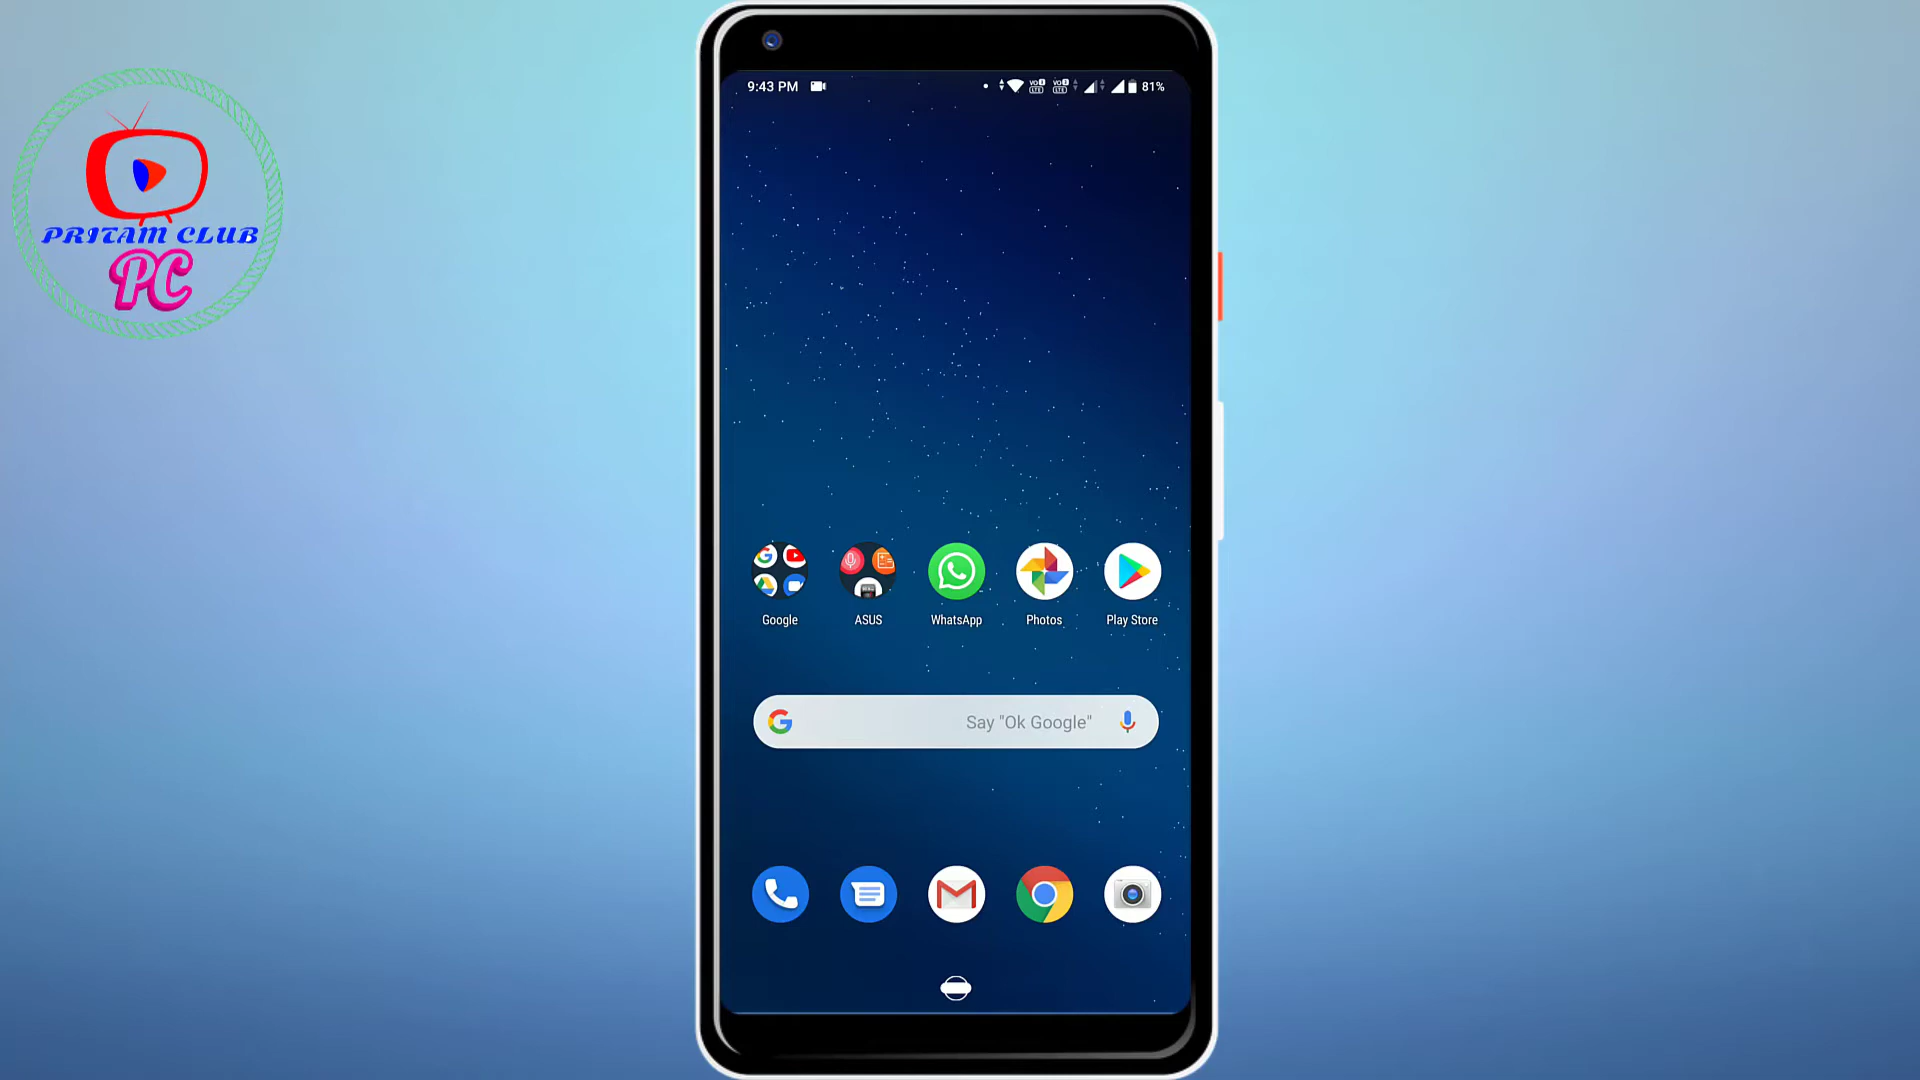 9:43 PM
81%
PRITAM CLUB
PC
Google
ASUS
WhatsApp
Photos
Play Store
Say "Ok Google"